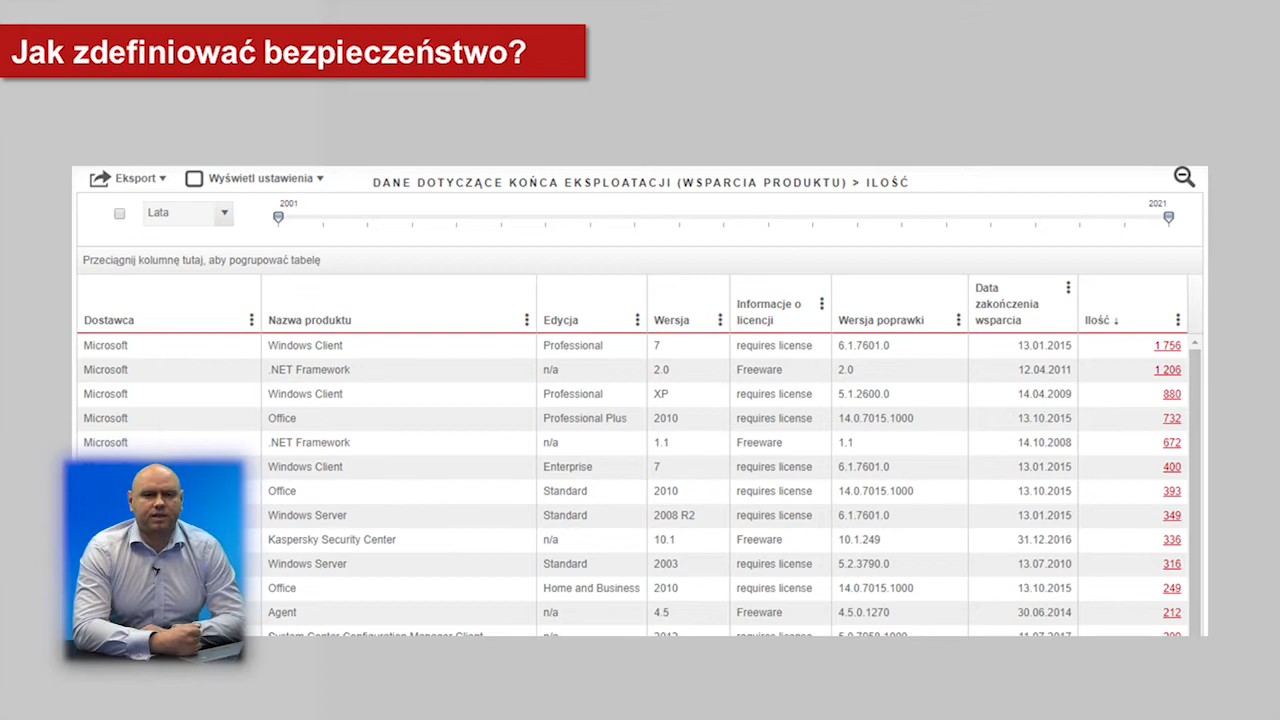 Jak zdefiniować bezpieczeństwo?
Eksport Wyświetl ustawienia DANE DOTYCZĄCE KOŃCA EKSPLOATACJI (WSPARCIA PRODUKTU) > ILOŚĆ
2001 2021
Lata
Przeciągnij kolumnę tutaj, aby pogrupować tabelę
Dostawca Nazwa produktu Edycja Wersja Informacje o licencji Wersja poprawki Data zakończenia wsparcia Ilość ↓
Microsoft Windows Client Professional 7 requires license 6.1.7601.0 13.01.2015 1 756
Microsoft .NET Framework n/a 2.0 Freeware 2.0 12.04.2011 1 206
Microsoft Windows Client Professional XP requires license 5.1.2600.0 14.04.2009 880
Microsoft Office Professional Plus 2010 requires license 14.0.7015.1000 13.10.2015 732
Microsoft .NET Framework n/a 1.1 Freeware 1.1 14.10.2008 672
Windows Client Enterprise 7 requires license 6.1.7601.0 13.01.2015 400
Office Standard 2010 requires license 14.0.7015.1000 13.10.2015 393
Windows Server Standard 2008 R2 requires license 6.1.7601.0 13.01.2015 349
Kaspersky Security Center n/a 10.1 Freeware 10.1.249 31.12.2016 336
Windows Server Standard 2003 requires license 5.2.3790.0 13.07.2010 316
Office Home and Business 2010 requires license 14.0.7015.1000 13.10.2015 249
Agent n/a 4.5 Freeware 4.5.0.1270 30.06.2014 212
System Center Configuration Manager Client n/a 2012 requires license